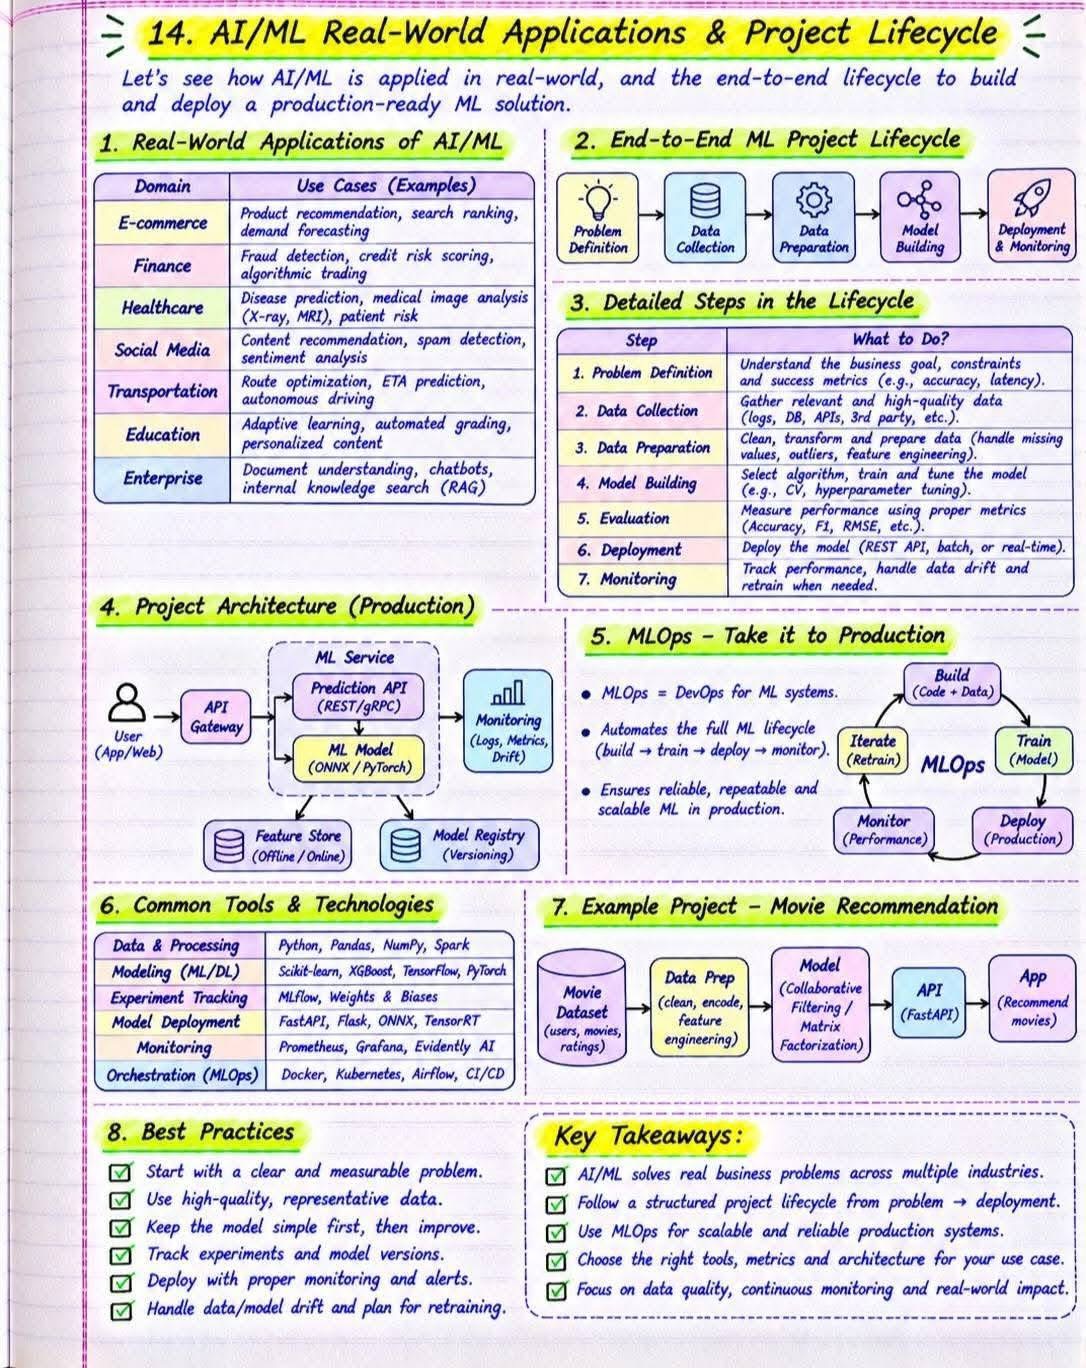 14. AI/ML Real-World Applications & Project Lifecycle
Let's see how AI/ML is applied in real-world, and the end-to-end lifecycle to build
and deploy a production-ready ML solution.
1. Real-World Applications of AI/ML
Domain
Use Cases (Examples)
E-commerce
Product recommendation, search ranking,
demand forecasting
Finance
Fraud detection, credit risk scoring,
algorithmic trading
Healthcare
Disease prediction, medical image analysis
(X-ray, MRI), patient risk
Social Media
Content recommendation, spam detection,
sentiment analysis
Transportation
Route optimization, ETA prediction,
autonomous driving
Education
Adaptive learning, automated grading,
personalized content
Enterprise
Document understanding, chatbots,
internal knowledge search (RAG)
2. End-to-End ML Project Lifecycle
Problem
Definition
Data
Collection
Data
Preparation
Model
Building
Deployment
& Monitoring
3. Detailed Steps in the Lifecycle
Step
What to Do?
1. Problem Definition
Understand the business goal, constraints
and success metrics (e.g., accuracy, latency).
2. Data Collection
Gather relevant and high-quality data
(logs, DB, APIs, 3rd party, etc.).
3. Data Preparation
Clean, transform and prepare data (handle missing
values, outliers, feature engineering).
4. Model Building
Select algorithm, train and tune the model
(e.g., CV, hyperparameter tuning).
5. Evaluation
Measure performance using proper metrics
(Accuracy, F1, RMSE, etc.).
6. Deployment
Deploy the model (REST API, batch, or real-time).
7. Monitoring
Track performance, handle data drift and
retrain when needed.
4. Project Architecture (Production)
User
(App/Web)
API
Gateway
ML Service
Prediction API
(REST/gRPC)
ML Model
(ONNX / PyTorch)
Monitoring
(Logs, Metrics,
Drift)
Feature Store
(Offline / Online)
Model Registry
(Versioning)
5. MLOps – Take it to Production
• MLOps = DevOps for ML systems.
• Automates the full ML lifecycle
(build → train → deploy → monitor).
• Ensures reliable, repeatable and
scalable ML in production.
Build
(Code + Data)
Train
(Model)
Deploy
(Production)
Monitor
(Performance)
Iterate
(Retrain)
MLOps
6. Common Tools & Technologies
Data & Processing
Python, Pandas, NumPy, Spark
Modeling (ML/DL)
Scikit-learn, XGBoost, TensorFlow, PyTorch
Experiment Tracking
MLflow, Weights & Biases
Model Deployment
FastAPI, Flask, ONNX, TensorRT
Monitoring
Prometheus, Grafana, Evidently AI
Orchestration (MLOps)
Docker, Kubernetes, Airflow, CI/CD
7. Example Project – Movie Recommendation
Movie
Dataset
(users, movies,
ratings)
Data Prep
(clean, encode,
feature
engineering)
Model
(Collaborative
Filtering /
Matrix
Factorization)
API
(FastAPI)
App
(Recommend
movies)
8. Best Practices
Start with a clear and measurable problem.
Use high-quality, representative data.
Keep the model simple first, then improve.
Track experiments and model versions.
Deploy with proper monitoring and alerts.
Handle data/model drift and plan for retraining.
Key Takeaways:
AI/ML solves real business problems across multiple industries.
Follow a structured project lifecycle from problem → deployment.
Use MLOps for scalable and reliable production systems.
Choose the right tools, metrics and architecture for your use case.
Focus on data quality, continuous monitoring and real-world impact.